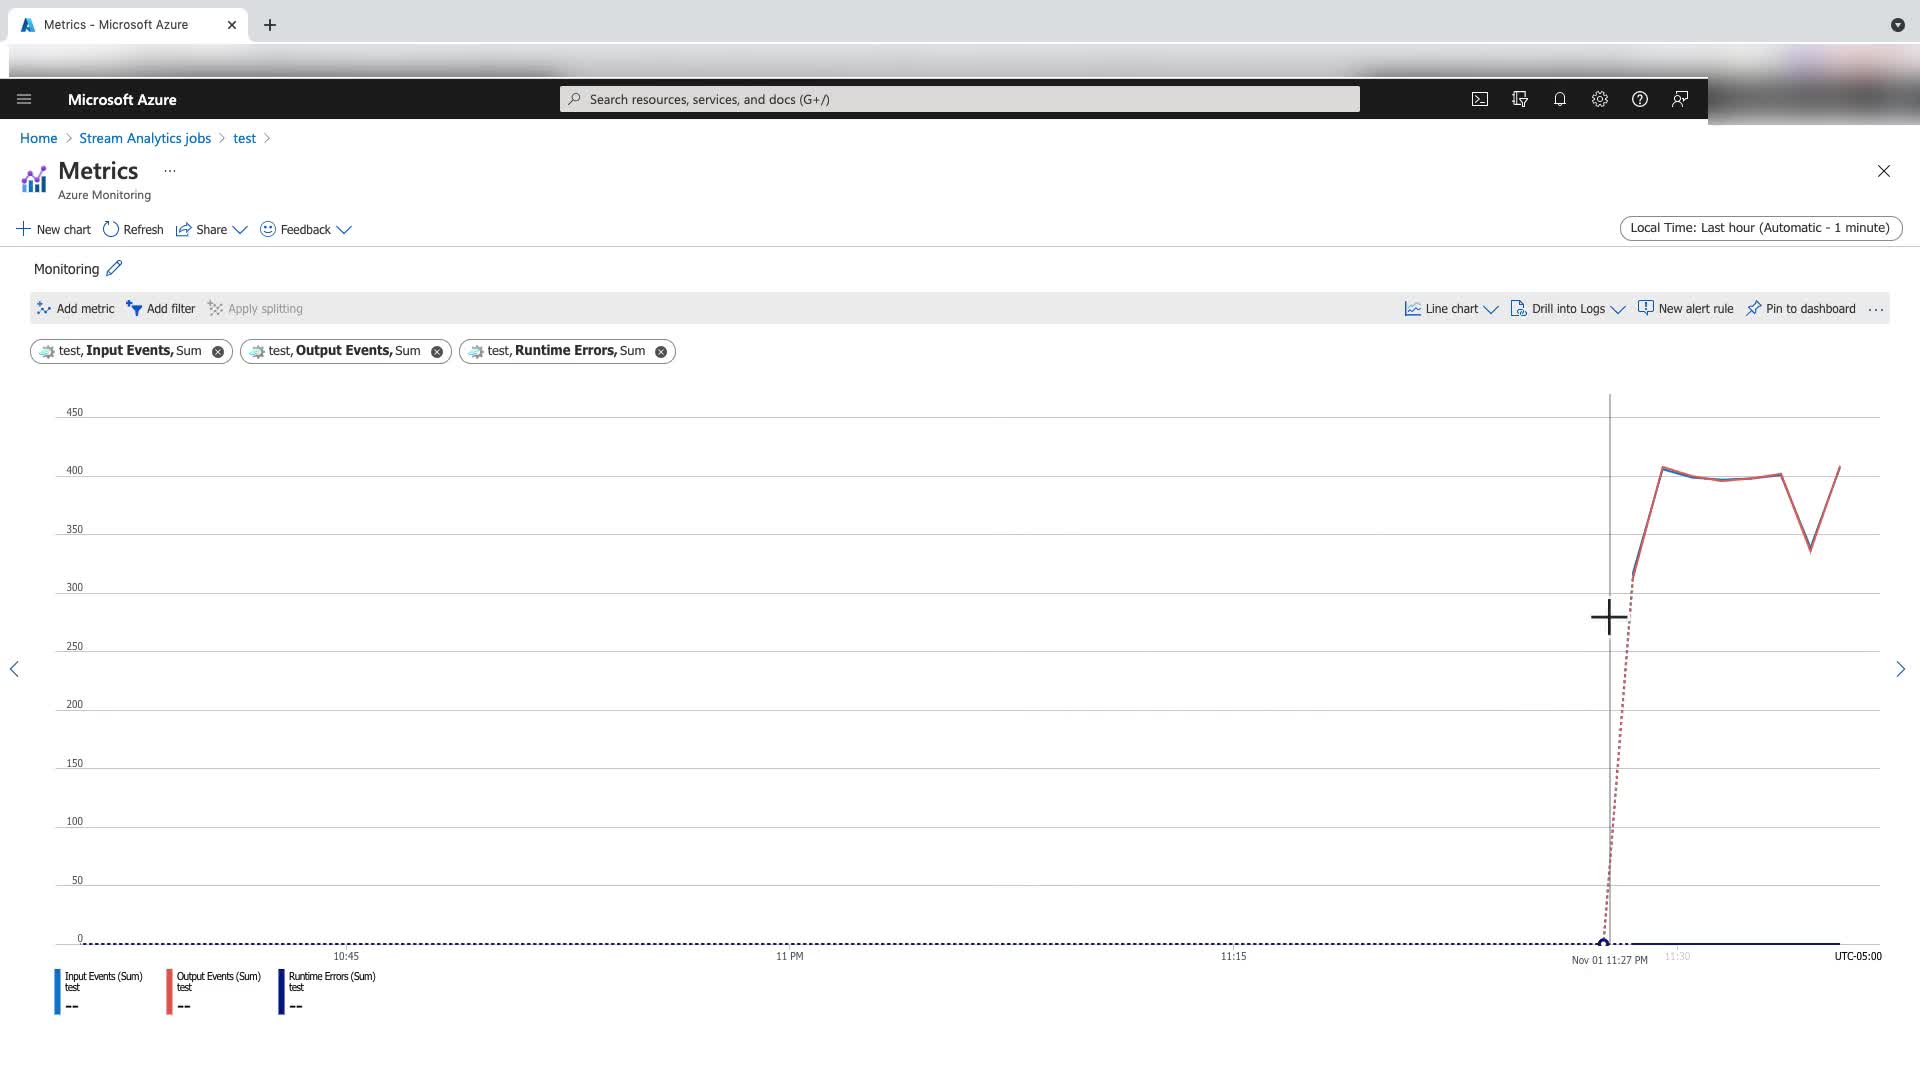 Metrics - Microsoft Azure
Microsoft Azure
Search resources, services, and docs (G+/)
Home > Stream Analytics jobs > test >
Metrics ...
Azure Monitoring
New chart Refresh Share Feedback
Local Time: Last hour (Automatic - 1 minute)
Monitoring
Add metric Add filter Apply splitting
Line chart Drill into Logs New alert rule Pin to dashboard ...
test, Input Events, Sum
test, Output Events, Sum
test, Runtime Errors, Sum
450
400
350
300
250
200
150
100
50
0
10:45 11 PM 11:15 Nov 01 11:27 PM 11:30 UTC-05:00
Input Events (Sum)
test
--
Output Events (Sum)
test
--
Runtime Errors (Sum)
test
--